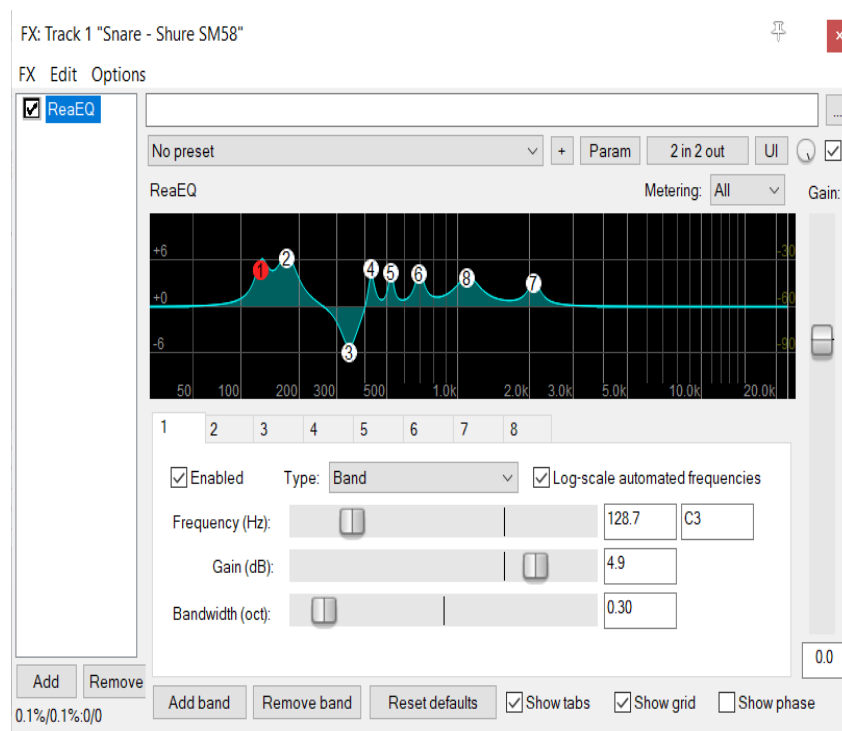 FX: Track 1 "Snare - Shure SM58"
FX Edit Options
ReaEQ
...
No preset + Param 2 in 2 out UI
ReaEQ Metering: All Gain:
+6 -30
+0 -60
-6 -90
1 2 3 4 5 6 8 7
50 100 200 300 500 1.0k 2.0k 3.0k 5.0k 10.0k 20.0k
1 2 3 4 5 6 7 8
Enabled Type: Band Log-scale automated frequencies
Frequency (Hz): 128.7 C3
Gain (dB): 4.9
Bandwidth (oct): 0.30
0.0
Add Remove
Add band Remove band Reset defaults Show tabs Show grid Show phase
0.1%/0.1%:0/0